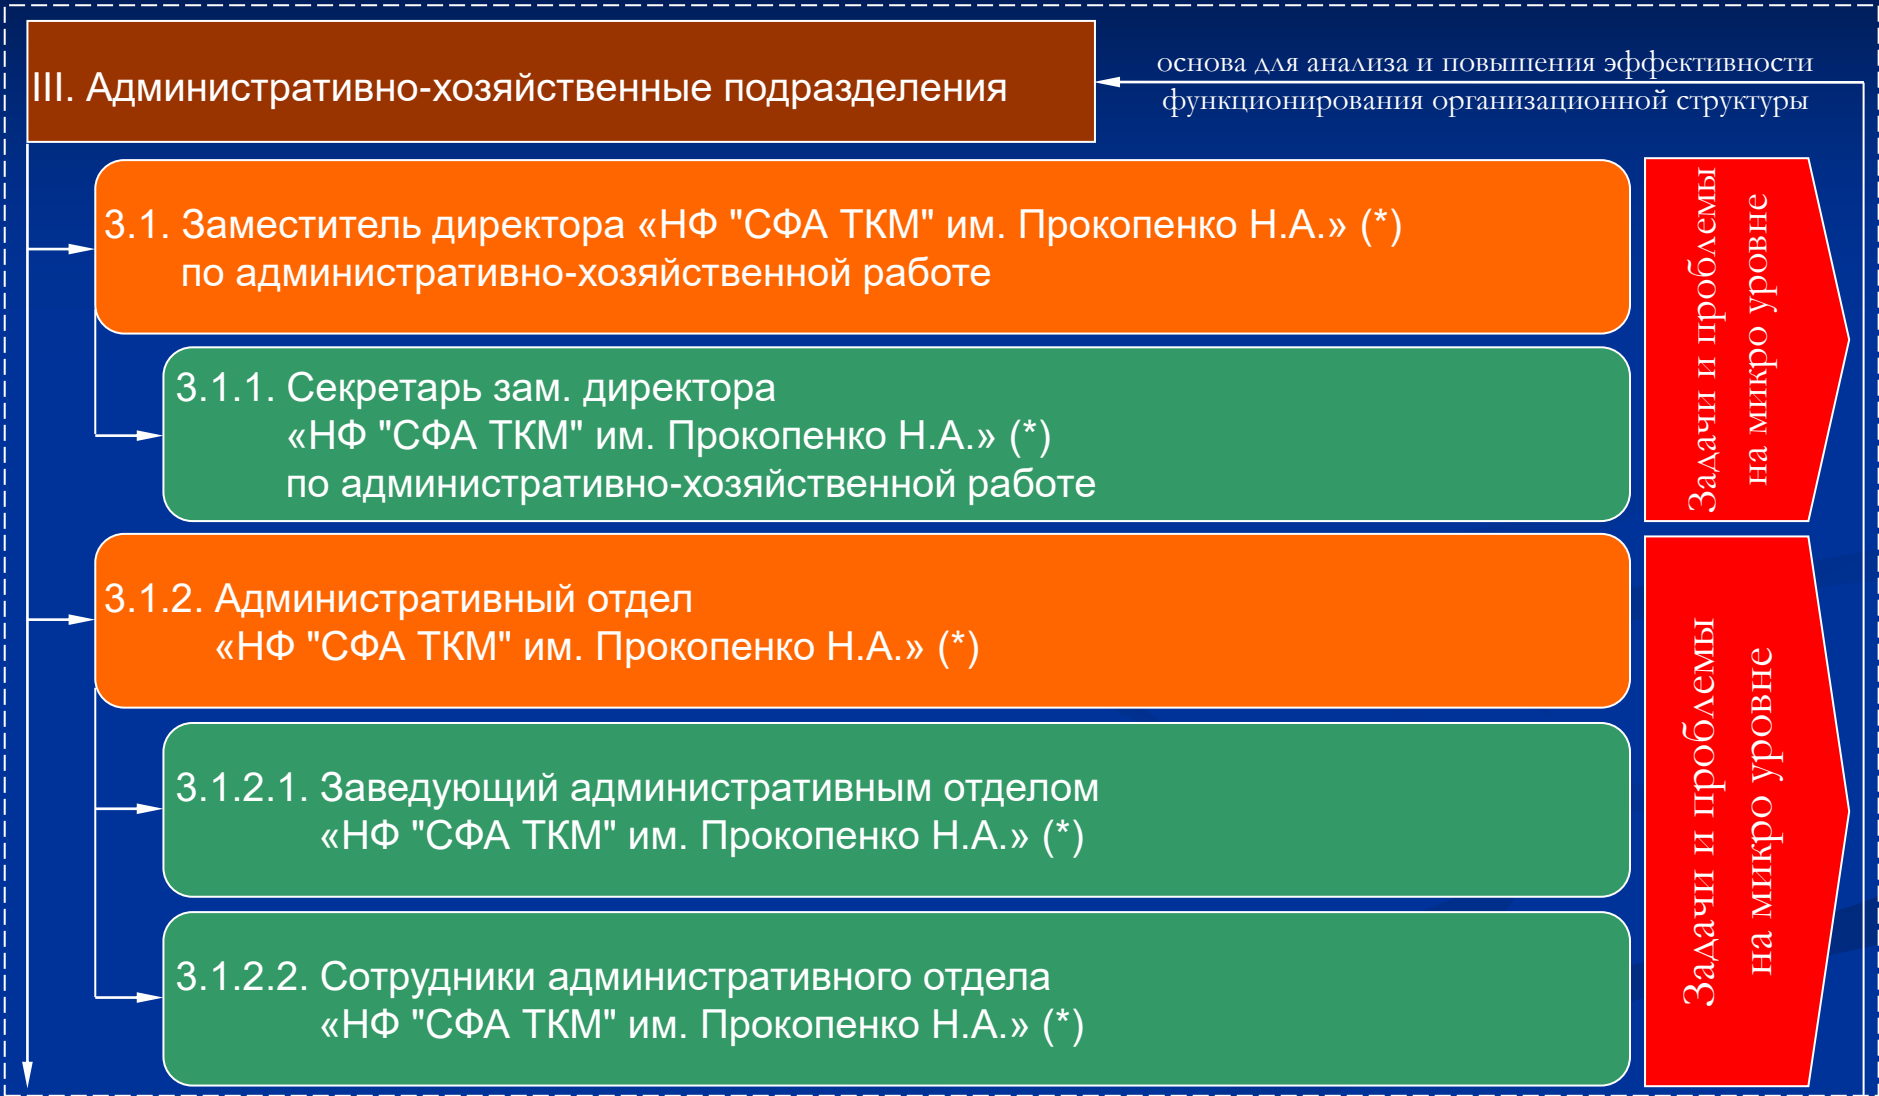 III. Административно-хозяйственные подразделения
основа для анализа и повышения эффективности
функционирования организационной структуры
3.1. Заместитель директора «НФ "СФА ТКМ" им. Прокопенко Н.А.» (*)
по административно-хозяйственной работе
3.1.1. Секретарь зам. директора
«НФ "СФА ТКМ" им. Прокопенко Н.А.» (*)
по административно-хозяйственной работе
Задачи и проблемы
на микро уровне
3.1.2. Административный отдел
«НФ "СФА ТКМ" им. Прокопенко Н.А.» (*)
3.1.2.1. Заведующий административным отделом
«НФ "СФА ТКМ" им. Прокопенко Н.А.» (*)
3.1.2.2. Сотрудники административного отдела
«НФ "СФА ТКМ" им. Прокопенко Н.А.» (*)
Задачи и проблемы
на микро уровне